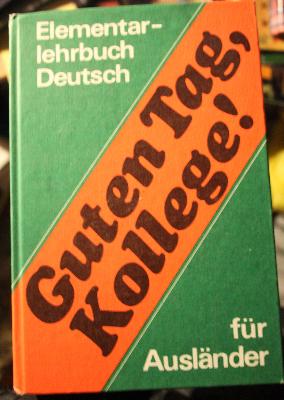 Elementar-
lehrbuch
Deutsch
Guten Tag,
Kollege!
für
Ausländer